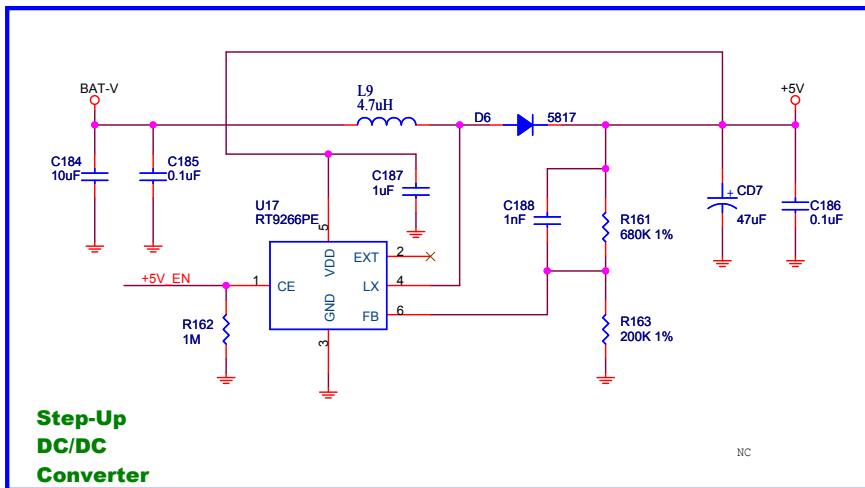 BAT-V
+5V
L9
4.7uH
D6
5817
C184
10uF
C185
0.1uF
C187
1uF
U17
RT9266PE
C188
1nF
R161
680K 1%
CD7
47uF
C186
0.1uF
+
5
VDD
EXT
2
+5V_EN
1
CE
LX
4
GND
FB
6
3
R162
1M
R163
200K 1%
Step-Up
DC/DC
Converter
NC